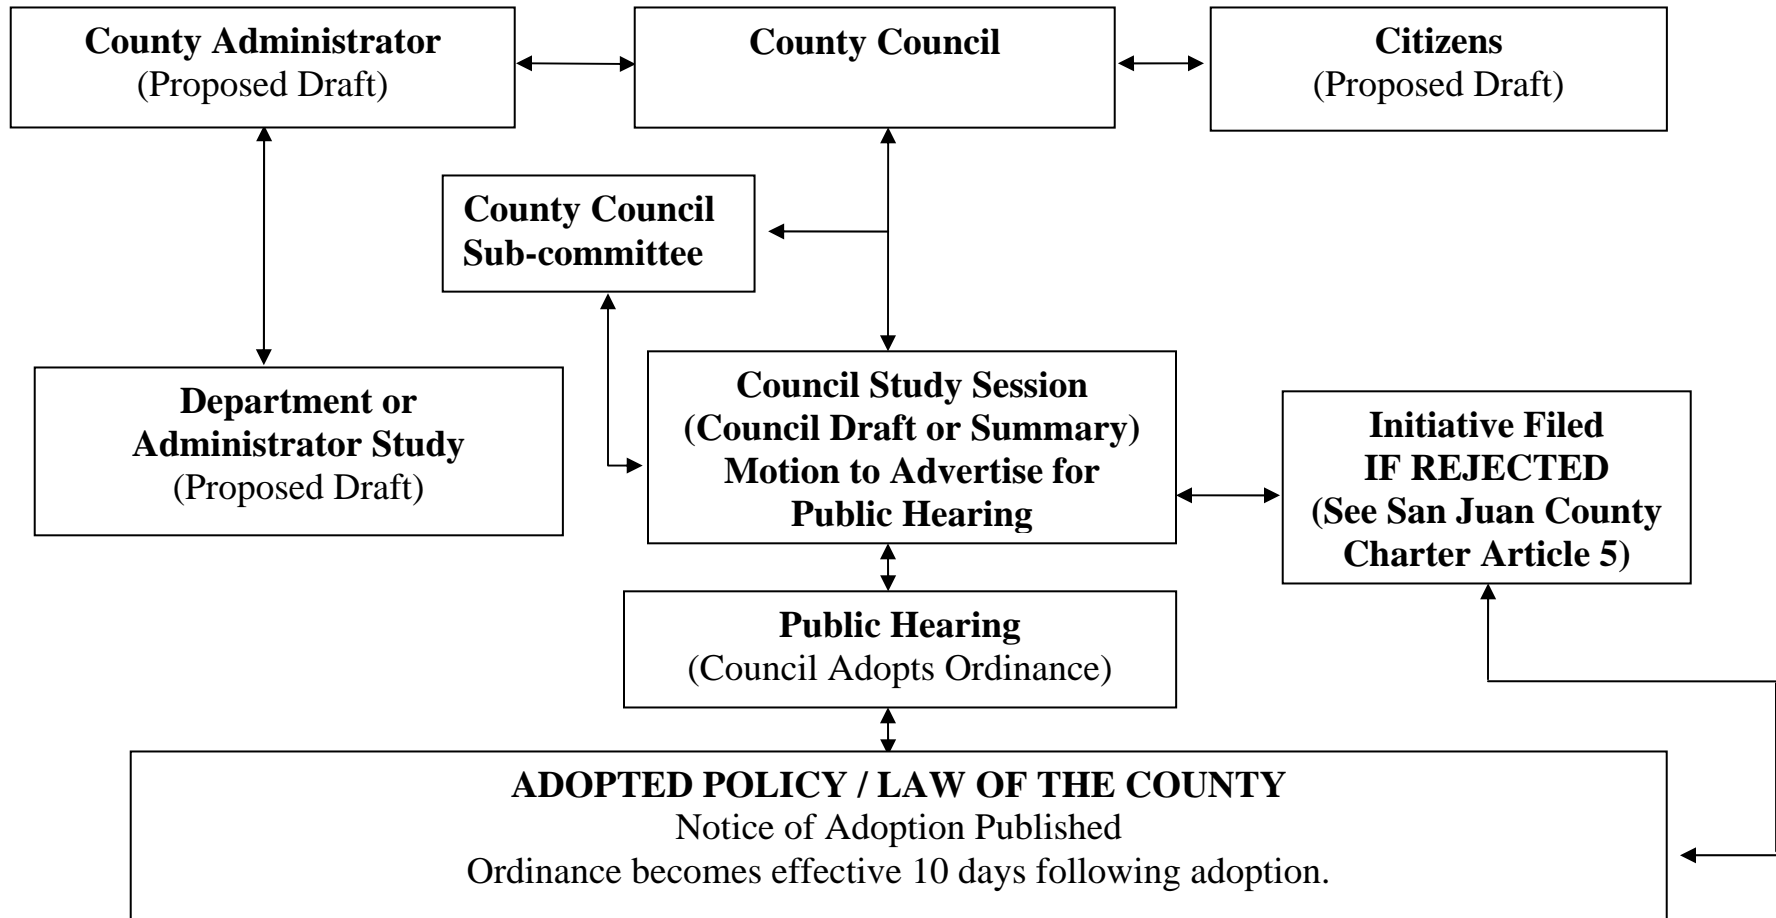 County Administrator
(Proposed Draft)
County Council
Citizens
(Proposed Draft)
County Council
Sub-committee
Department or
Administrator Study
(Proposed Draft)
Council Study Session
(Council Draft or Summary)
Motion to Advertise for
Public Hearing
Initiative Filed
IF REJECTED
(See San Juan County
Charter Article 5)
Public Hearing
(Council Adopts Ordinance)
ADOPTED POLICY / LAW OF THE COUNTY
Notice of Adoption Published
Ordinance becomes effective 10 days following adoption.